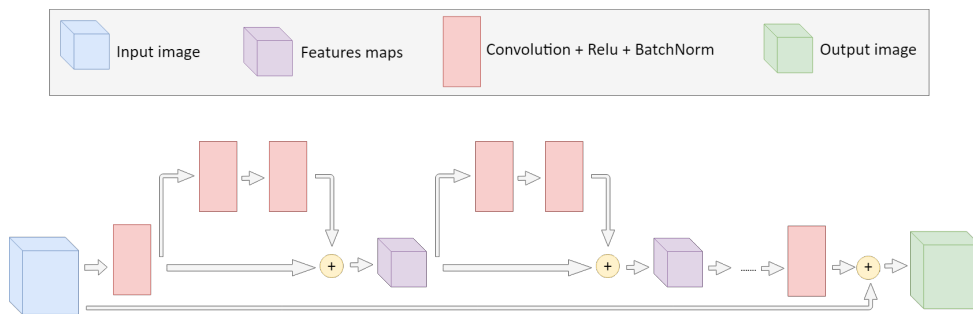 Input image
Features maps
Convolution + Relu + BatchNorm
Output image
+
+
......
+